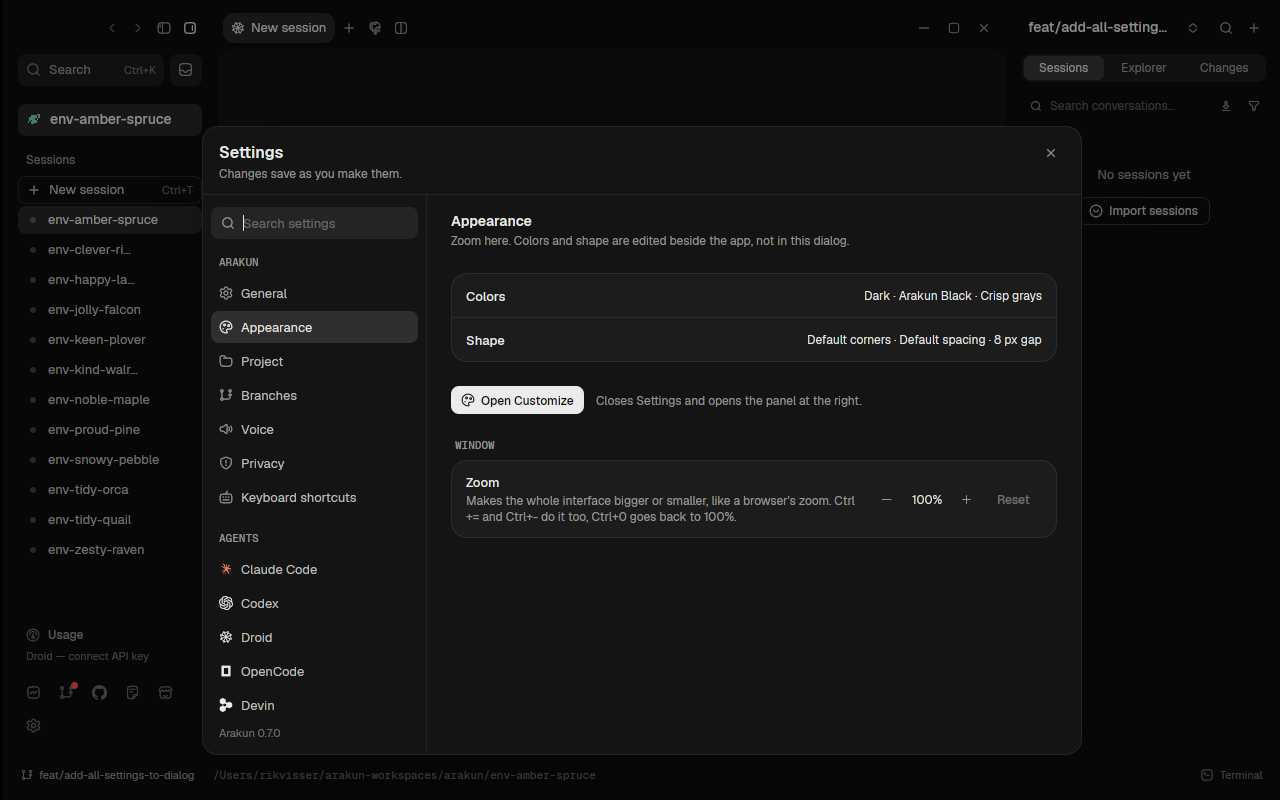 New session
feat/add-all-setting...
Search
Ctrl+K
Sessions
Explorer
Changes
Search conversations...
env-amber-spruce
Sessions
New session
Ctrl+T
No sessions yet
Import sessions
env-amber-spruce
env-clever-ri...
env-happy-la...
env-jolly-falcon
env-keen-plover
env-kind-walr...
env-noble-maple
env-proud-pine
env-snowy-pebble
env-tidy-orca
env-tidy-quail
env-zesty-raven
Usage
Droid — connect API key
Settings
Changes save as you make them.
Search settings
ARAKUN
General
Appearance
Project
Branches
Voice
Privacy
Keyboard shortcuts
AGENTS
Claude Code
Codex
Droid
OpenCode
Devin
Arakun 0.7.0
Appearance
Zoom here. Colors and shape are edited beside the app, not in this dialog.
Colors
Dark · Arakun Black · Crisp grays
Shape
Default corners · Default spacing · 8 px gap
Open Customize
Closes Settings and opens the panel at the right.
WINDOW
Zoom
Makes the whole interface bigger or smaller, like a browser's zoom. Ctrl
+= and Ctrl+- do it too, Ctrl+0 goes back to 100%.
100%
Reset
feat/add-all-settings-to-dialog
/Users/rikvisser/arakun-workspaces/arakun/env-amber-spruce
Terminal